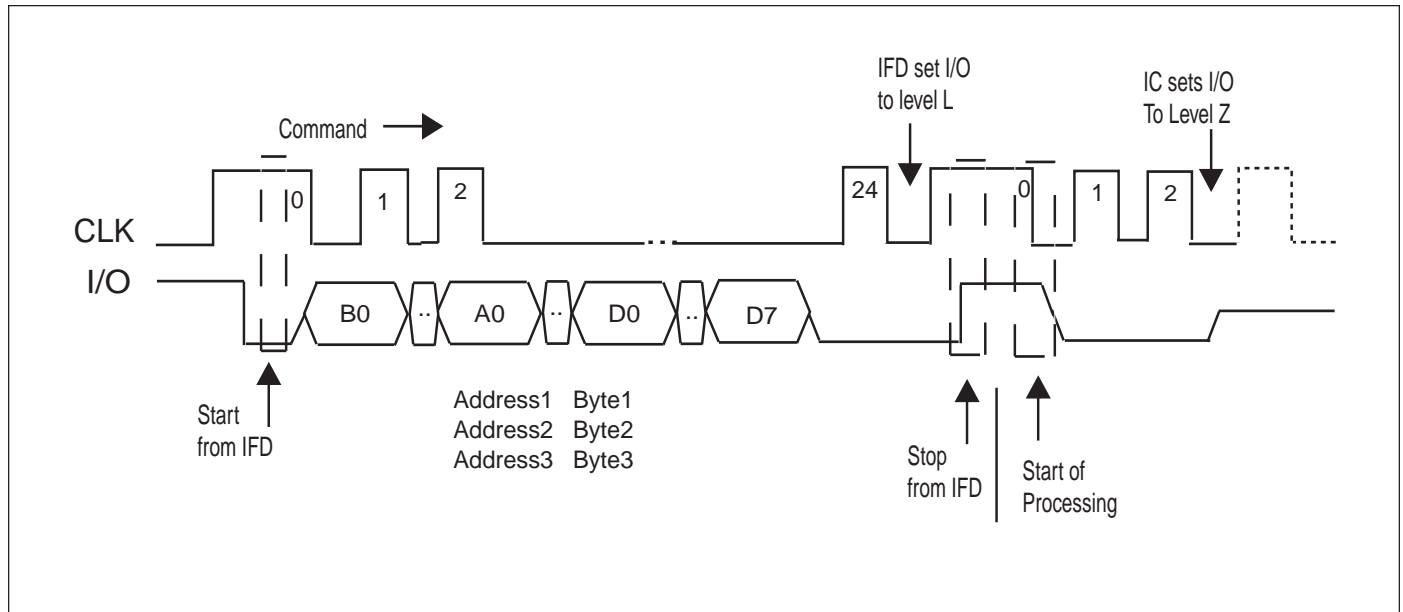 IFD set I/O
to level L
IC sets I/O
To Level Z
Command
CLK
0
1
2
24
0
1
2
I/O
B0
..
A0
..
D0
..
D7
Start
from IFD
Address1 Byte1
Address2 Byte2
Address3 Byte3
Stop
from IFD
Start of
Processing